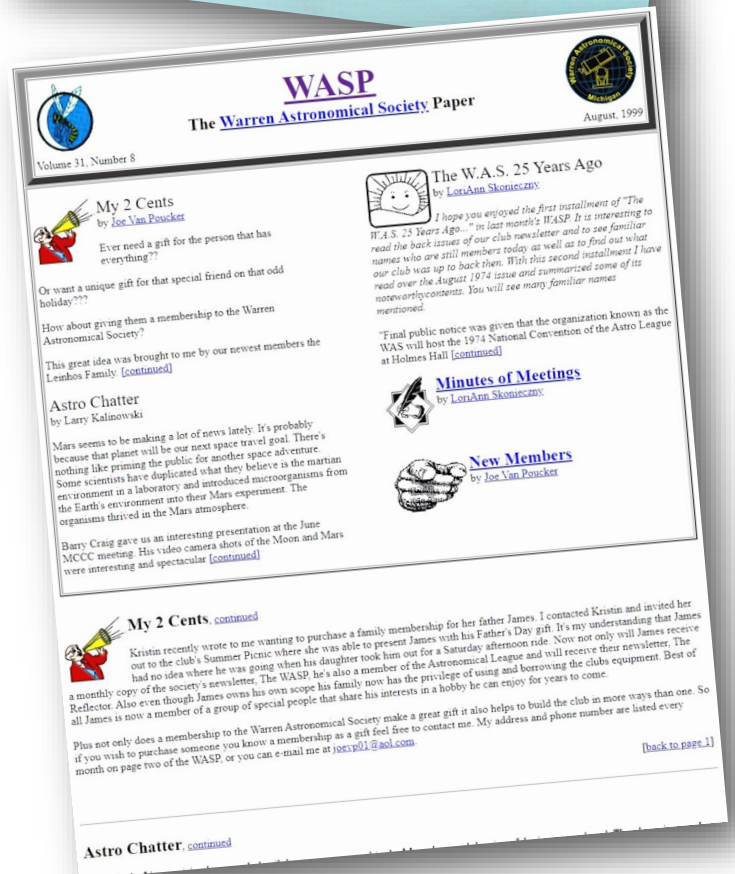 WASP
The Warren Astronomical Society Paper
Volume 31, Number 8
August, 1999
Warren Astronomical Society
Michigan
My 2 Cents
by Joe Van Poucker
Ever need a gift for the person that has
everything??
Or want a unique gift for that special friend on that odd
holiday???
How about giving them a membership to the Warren
Astronomical Society?
This great idea was brought to me by our newest members the
Leinhos Family. [continued]
Astro Chatter
by Larry Kalinowski
Mars seems to be making a lot of news lately. It's probably
because that planet will be our next space travel goal. There's
nothing like priming the public for another space adventure.
Some scientists have duplicated what they believe is the martian
environment in a laboratory and introduced microorganisms from
the Earth's environment into their Mars experiment. The
organisms thrived in the Mars atmosphere.
Barry Craig gave us an interesting presentation at the June
MCCC meeting. His video camera shots of the Moon and Mars
were interesting and spectacular [continued]
The W.A.S. 25 Years Ago
by LoriAnn Skonieczny
I hope you enjoyed the first installment of "The
W.A.S. 25 Years Ago..." in last month's WASP. It is interesting to
read the back issues of our club newsletter and to see familiar
names who are still members today as well as to find out what
our club was up to back then. With this second installment I have
read over the August 1974 issue and summarized some of its
noteworthycontents. You will see many familiar names
mentioned.
"Final public notice was given that the organization known as the
WAS will host the 1974 National Convention of the Astro League
at Holmes Hall [continued]
Minutes of Meetings
by LoriAnn Skonieczny
New Members
by Joe Van Poucker
My 2 Cents, continued
Kristin recently wrote to me wanting to purchase a family membership for her father James. I contacted Kristin and invited her
out to the club's Summer Picnic where she was able to present James with his Father's Day gift. It's my understanding that James
had no idea where he was going when his daughter took him out for a Saturday afternoon ride. Now not only will James receive
a monthly copy of the society's newsletter, The WASP, he's also a member of the Astronomical League and will receive their newsletter, The
Reflector. Also even though James owns his own scope his family now has the privilege of using and borrowing the clubs equipment. Best of
all James is now a member of a group of special people that share his interests in a hobby he can enjoy for years to come.
Plus not only does a membership to the Warren Astronomical Society make a great gift it also helps to build the club in more ways than one. So
if you wish to purchase someone you know a membership as a gift feel free to contact me. My address and phone number are listed every
month on page two of the WASP, or you can e-mail me at joevp01@aol.com.
[back to page 1]
Astro Chatter, continued